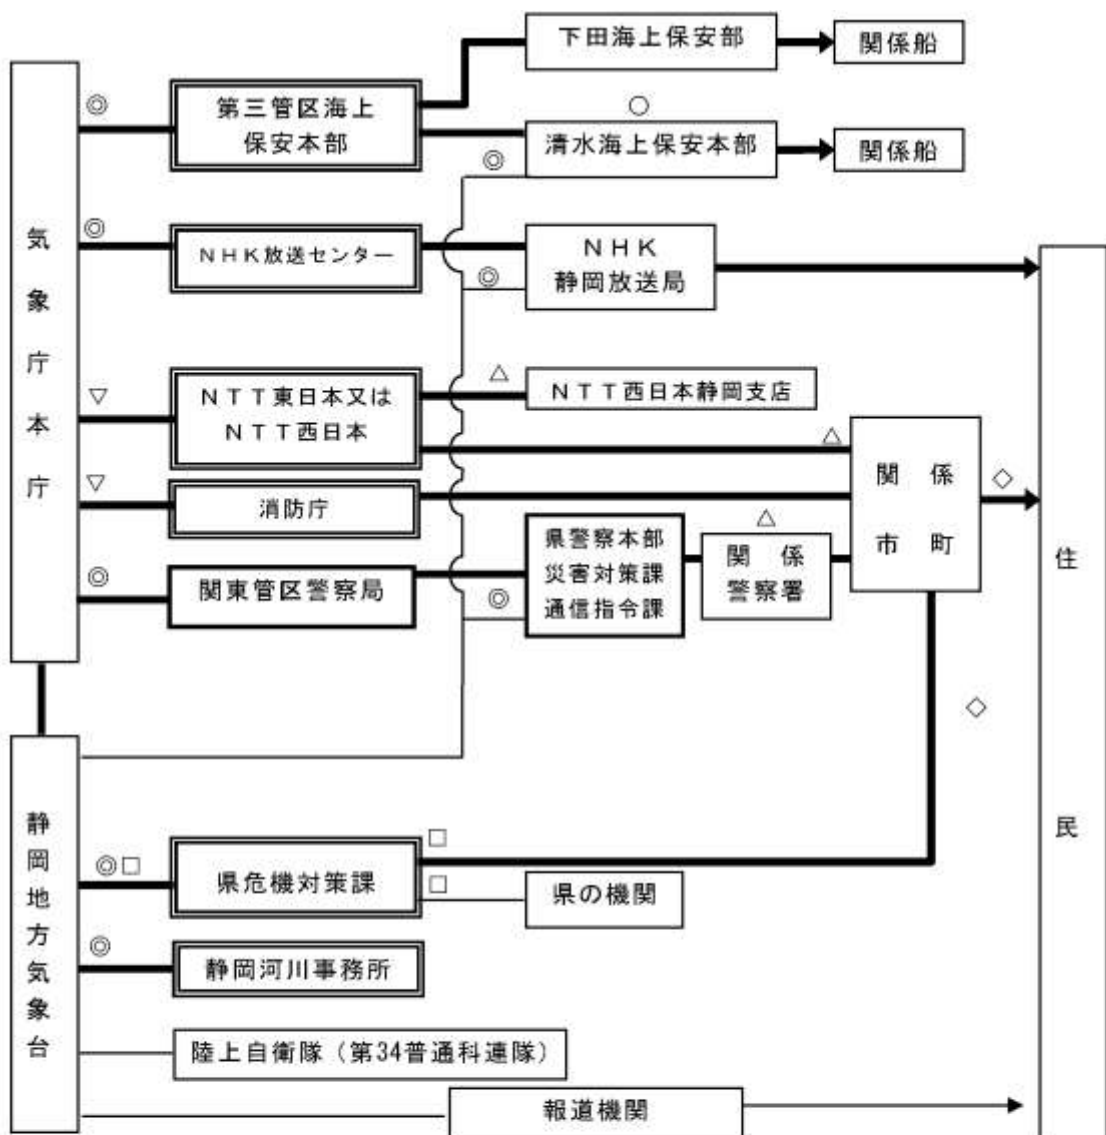 下田海上保安部
関係船
◎
第三管区海上
保安本部
○
清水海上保安本部
関係船
◎
気象庁本庁
◎
NHK放送センター
NHK
静岡放送局
◎
▽
NTT東日本又は
NTT西日本
△
NTT西日本静岡支店
△
関係
市町
◇
▽
消防庁
◎
関東管区警察局
県警察本部
災害対策課
通信指令課
◎
△
関係
警察署
住民
◇
静岡地方気象台
◎□
県危機対策課
□
□
県の機関
◎
静岡河川事務所
陸上自衛隊(第34普通科連隊)
報道機関